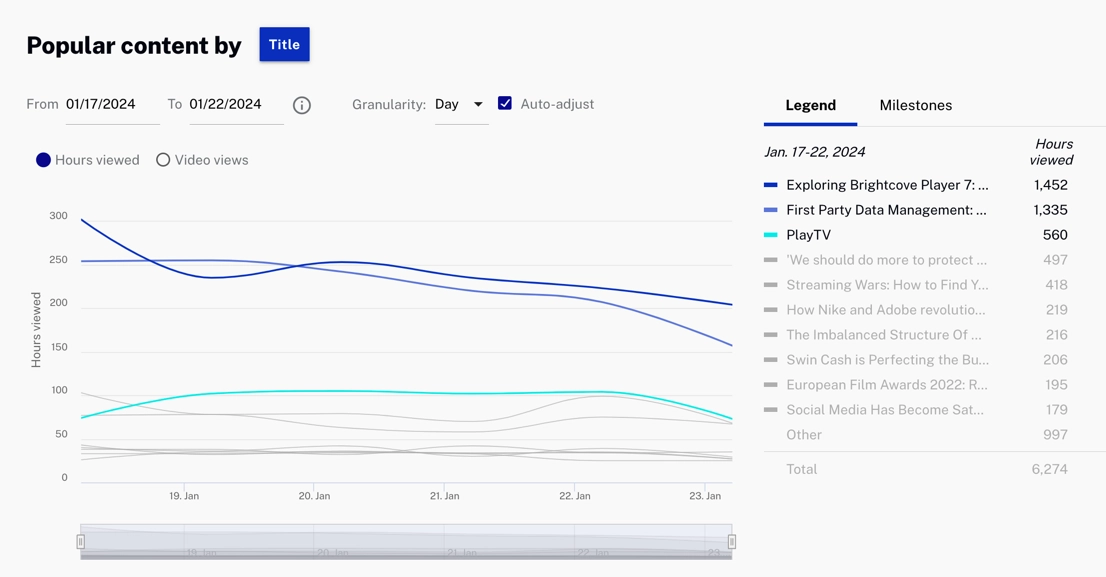 Popular content by Title
From 01/17/2024 To 01/22/2024 Granularity: Day Auto-adjust
Legend Milestones
Hours viewed Video views
Jan. 17-22, 2024 Hours viewed
Exploring Brightcove Player 7: ... 1,452
First Party Data Management: ... 1,335
PlayTV 560
'We should do more to protect ... 497
Streaming Wars: How to Find Y... 418
How Nike and Adobe revolutio... 219
The Imbalanced Structure Of ... 216
Swin Cash is Perfecting the Bu... 206
European Film Awards 2022: R... 195
Social Media Has Become Sat... 179
Other 997
Total 6,274
Hours viewed
300
250
200
150
100
50
0
19. Jan 20. Jan 21. Jan 22. Jan 23. Jan
19. Jan 20. Jan 21. Jan 22. Jan 23.